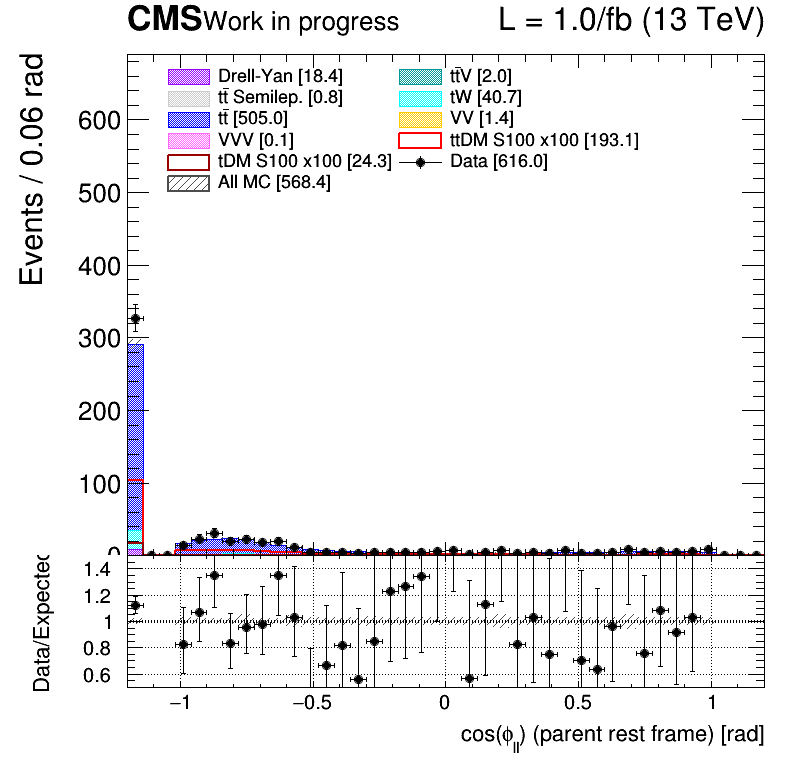 CMS Work in progress L = 1.0/fb (13 TeV)
Events / 0.06 rad
Drell-Yan [18.4]
tt̄V [2.0]
tt̄ Semilep. [0.8]
tW [40.7]
tt̄ [505.0]
VV [1.4]
VVV [0.1]
ttDM S100 x100 [193.1]
tDM S100 x100 [24.3]
Data [616.0]
All MC [568.4]
600
500
400
300
200
100
0
Data/Expected
1.4
1.2
1
0.8
0.6
−1 −0.5 0 0.5 1
cos(ϕ_ll) (parent rest frame) [rad]